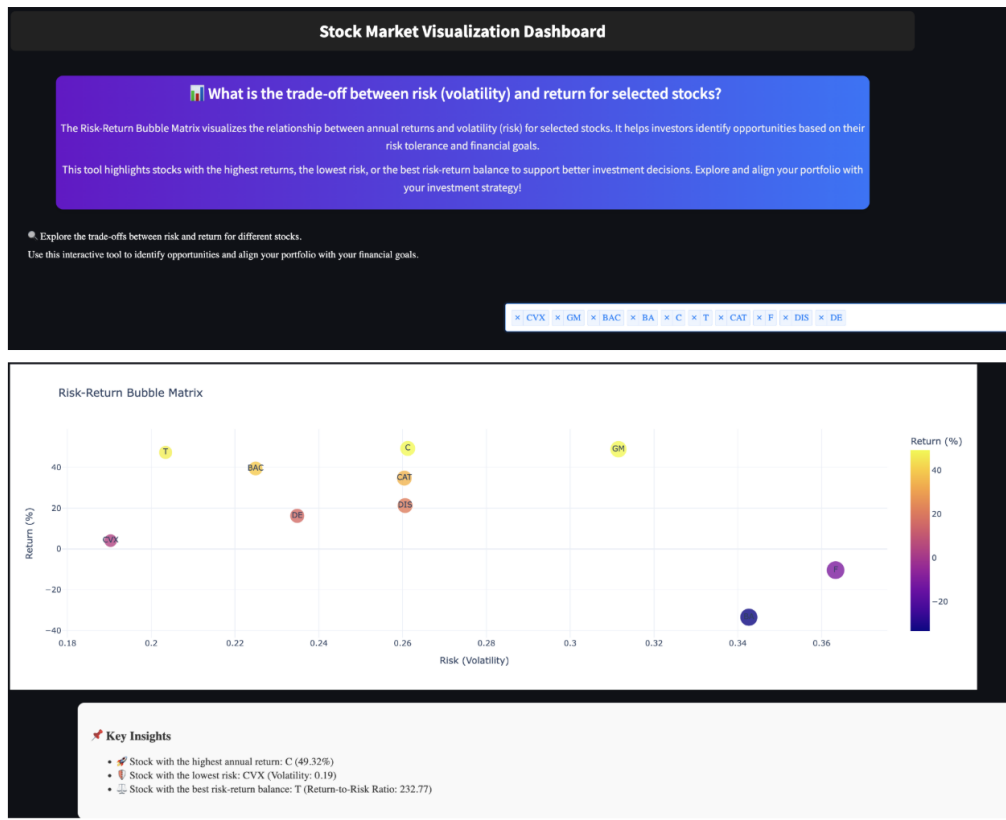 Stock Market Visualization Dashboard
📊 What is the trade-off between risk (volatility) and return for selected stocks?
The Risk-Return Bubble Matrix visualizes the relationship between annual returns and volatility (risk) for selected stocks. It helps investors identify opportunities based on their
risk tolerance and financial goals.
This tool highlights stocks with the highest returns, the lowest risk, or the best risk-return balance to support better investment decisions. Explore and align your portfolio with
your investment strategy!
🔍 Explore the trade-offs between risk and return for different stocks.
Use this interactive tool to identify opportunities and align your portfolio with your financial goals.
× CVX × GM × BAC × BA × C × T × CAT × F × DIS × DE
Risk-Return Bubble Matrix
Return (%)
40
20
0
−20
−40
T
BAC
C
GM
CAT
DIS
DE
CVX
F
0.18 0.2 0.22 0.24 0.26 0.28 0.3 0.32 0.34 0.36
Risk (Volatility)
Return (%)
40
20
0
−20
📌 Key Insights
• 🚀 Stock with the highest annual return: C (49.32%)
• 🛡️ Stock with the lowest risk: CVX (Volatility: 0.19)
• ⚖️ Stock with the best risk-return balance: T (Return-to-Risk Ratio: 232.77)